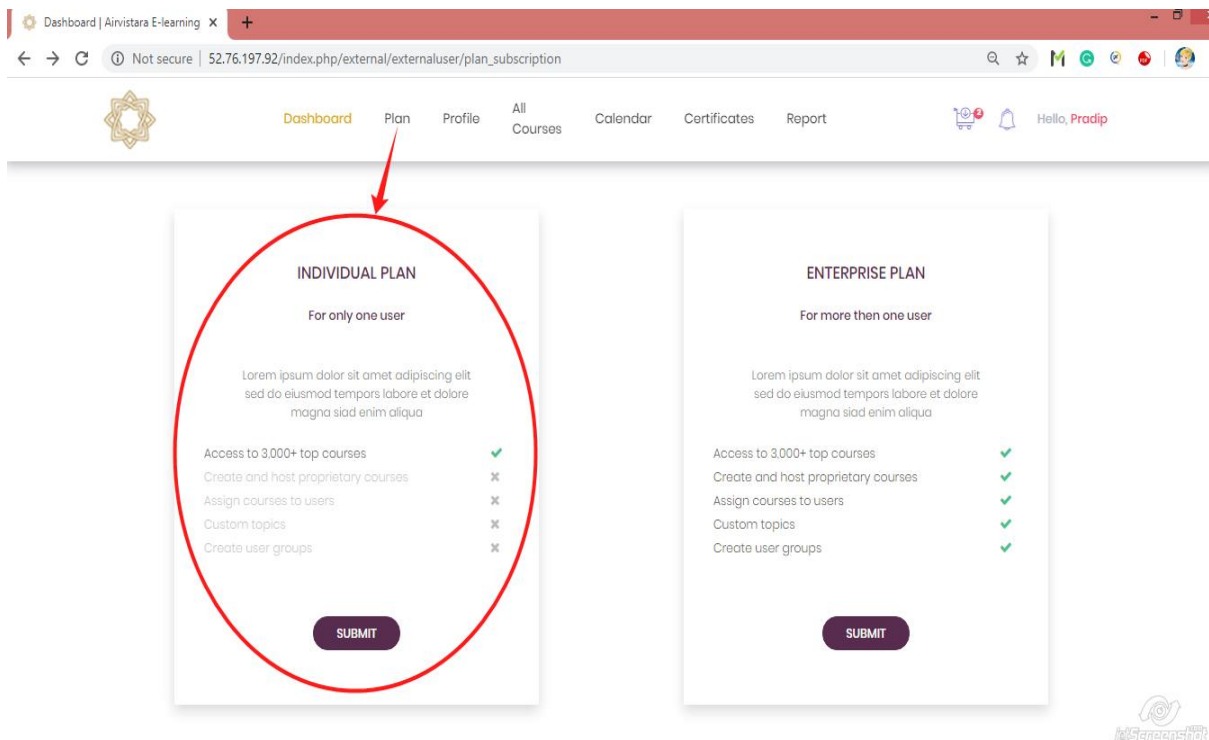 Dashboard | Airvistara E-learning
Not secure | 52.76.197.92/index.php/external/externaluser/plan_subscription
Dashboard Plan Profile All Courses Calendar Certificates Report 2 Hello, Pradip
INDIVIDUAL PLAN
For only one user
Lorem ipsum dolor sit amet adipiscing elit
sed do eiusmod tempors labore et dolore
magna siad enim aliqua
Access to 3,000+ top courses
Create and host proprietary courses
Assign courses to users
Custom topics
Create user groups
SUBMIT
ENTERPRISE PLAN
For more then one user
Lorem ipsum dolor sit amet adipiscing elit
sed do eiusmod tempors labore et dolore
magna siad enim aliqua
Access to 3,000+ top courses
Create and host proprietary courses
Assign courses to users
Custom topics
Create user groups
SUBMIT